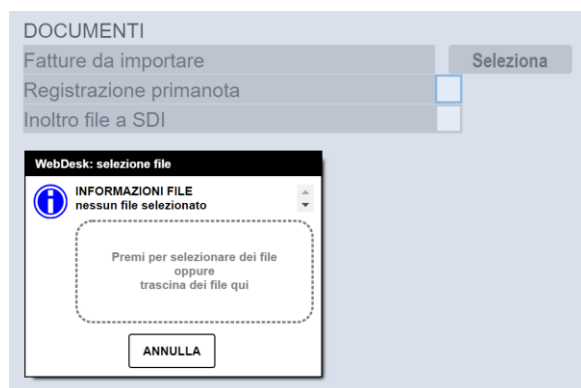 DOCUMENTI
Fatture da importare Seleziona
Registrazione primanota
Inoltro file a SDI
WebDesk: selezione file
INFORMAZIONI FILE
nessun file selezionato
Premi per selezionare dei file
oppure
trascina dei file qui
ANNULLA